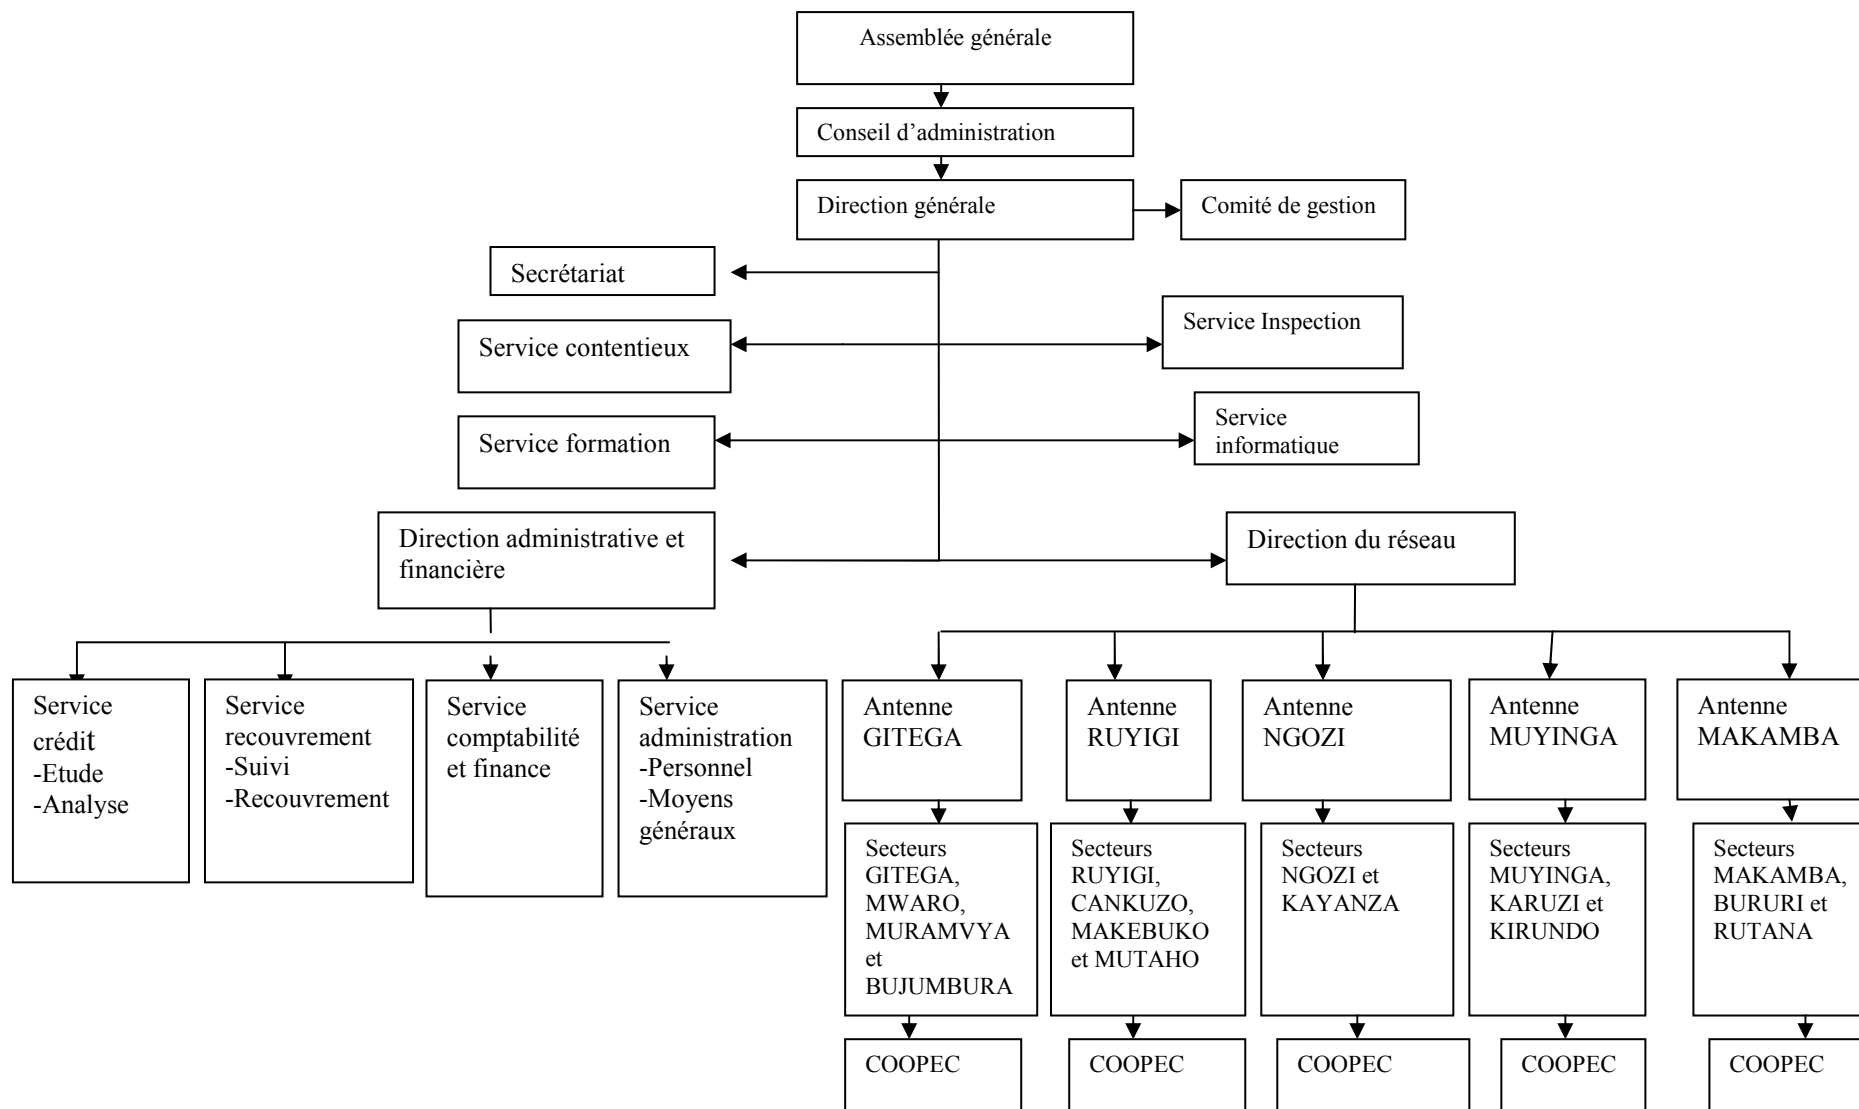 Assemblée générale
Conseil d’administration
Direction générale
Comité de gestion
Secrétariat
Service Inspection
Service contentieux
Service
informatique
Service formation
Direction administrative et
financière
Direction du réseau
Service
crédit
-Etude
-Analyse
Service
recouvrement
-Suivi
-Recouvrement
Service
comptabilité
et finance
Service
administration
-Personnel
-Moyens
généraux
Antenne
GITEGA
Antenne
RUYIGI
Antenne
NGOZI
Antenne
MUYINGA
Antenne
MAKAMBA
Secteurs
GITEGA,
MWARO,
MURAMVYA
et
BUJUMBURA
Secteurs
RUYIGI,
CANKUZO,
MAKEBUKO
et MUTAHO
Secteurs
NGOZI et
KAYANZA
Secteurs
MUYINGA,
KARUZI et
KIRUNDO
Secteurs
MAKAMBA,
BURURI et
RUTANA
COOPEC
COOPEC
COOPEC
COOPEC
COOPEC